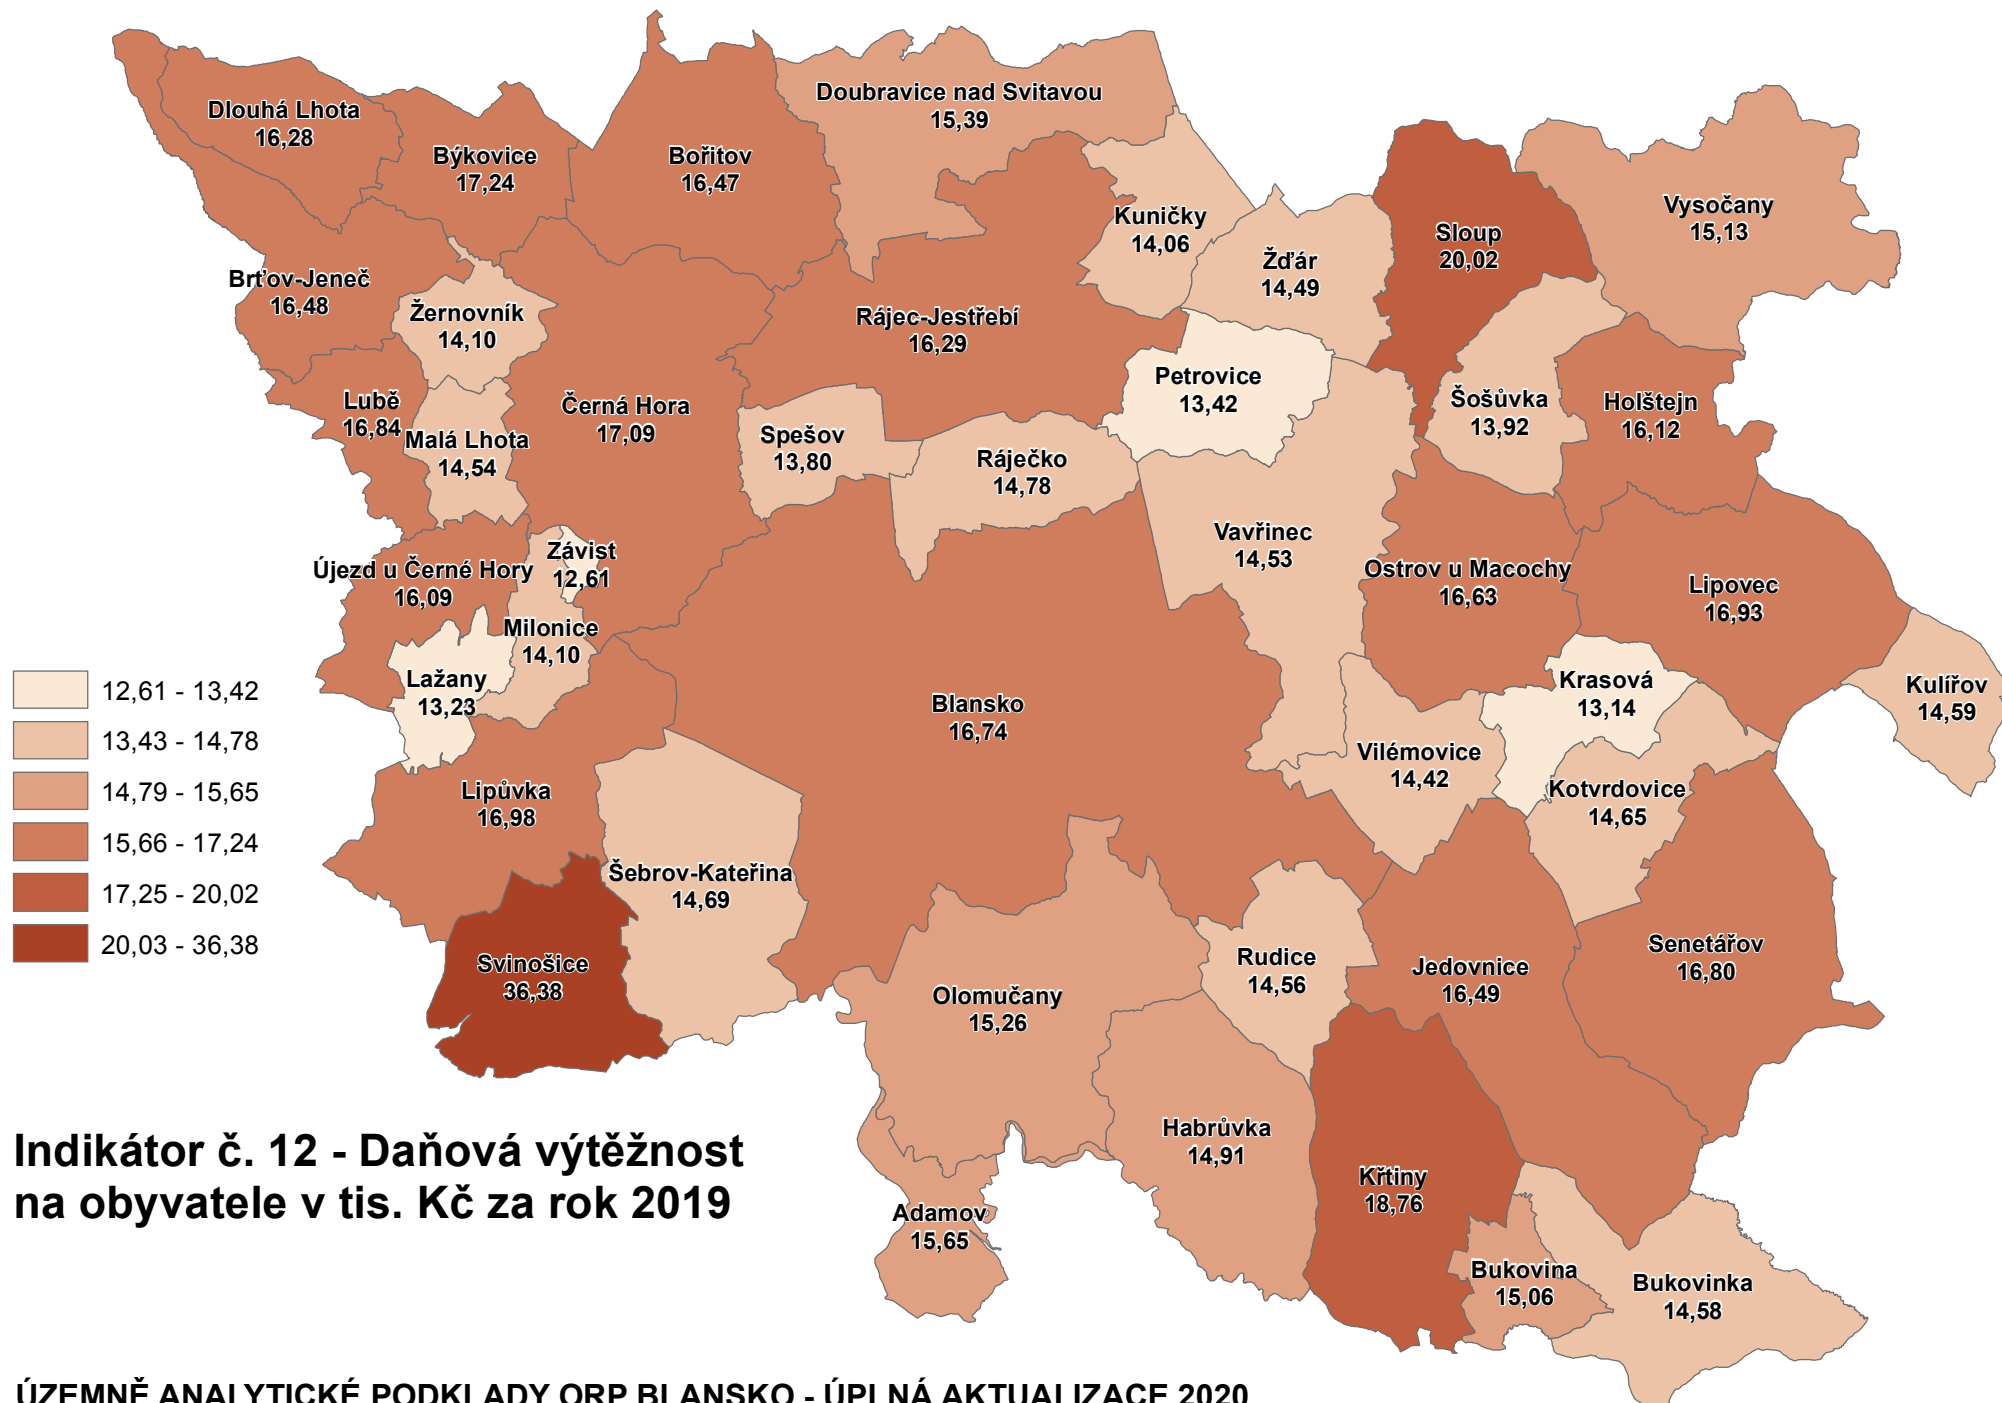 Dlouhá Lhota
16,28
Býkovice
17,24
Bořitov
16,47
Doubravice nad Svitavou
15,39
Kuničky
14,06
Žďár
14,49
Sloup
20,02
Vysočany
15,13
Brťov-Jeneč
16,48
Žernovník
14,10
Rájec-Jestřebí
16,29
Petrovice
13,42
Šošůvka
13,92
Holštejn
16,12
Lubě
16,84
Malá Lhota
14,54
Černá Hora
17,09
Spešov
13,80
Ráječko
14,78
Vavřinec
14,53
Ostrov u Macochy
16,63
Lipovec
16,93
Újezd u Černé Hory
16,09
Závist
12,61
Milonice
14,10
Lažany
13,23
Blansko
16,74
Krasová
13,14
Kulířov
14,59
Vilémovice
14,42
Kotvrdovice
14,65
Lipůvka
16,98
Šebrov-Kateřina
14,69
Svinošice
36,38
Olomučany
15,26
Rudice
14,56
Jedovnice
16,49
Senetářov
16,80
Habrůvka
14,91
Křtiny
18,76
Adamov
15,65
Bukovina
15,06
Bukovinka
14,58
12,61 - 13,42
13,43 - 14,78
14,79 - 15,65
15,66 - 17,24
17,25 - 20,02
20,03 - 36,38
Indikátor č. 12 - Daňová výtěžnost
na obyvatele v tis. Kč za rok 2019
ÚZEMNĚ ANALYTICKÉ PODKLADY ORP BLANSKO - ÚPLNÁ AKTUALIZACE 2020